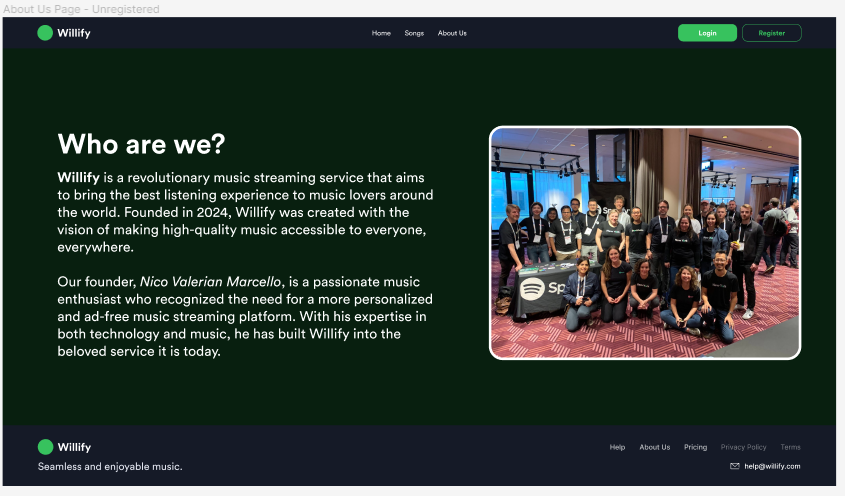 About Us Page - Unregistered
Willify
Home Songs About Us
Login Register
Who are we?
Willify is a revolutionary music streaming service that aims
to bring the best listening experience to music lovers around
the world. Founded in 2024, Willify was created with the
vision of making high-quality music accessible to everyone,
everywhere.
Our founder, Nico Valerian Marcello, is a passionate music
enthusiast who recognized the need for a more personalized
and ad-free music streaming platform. With his expertise in
both technology and music, he has built Willify into the
beloved service it is today.
Sp
Willify
Seamless and enjoyable music.
Help About Us Pricing Privacy Policy Terms
help@willify.com